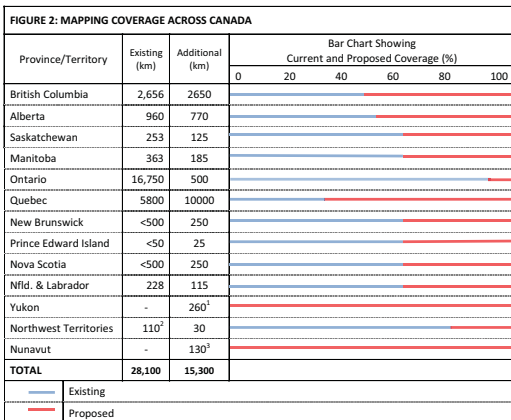 FIGURE 2: MAPPING COVERAGE ACROSS CANADA
Province/Territory Existing (km) Additional (km) Bar Chart Showing Current and Proposed Coverage (%)
0 20 40 60 80 100
British Columbia 2,656 2650
Alberta 960 770
Saskatchewan 253 125
Manitoba 363 185
Ontario 16,750 500
Quebec 5800 10000
New Brunswick <500 250
Prince Edward Island <50 25
Nova Scotia <500 250
Nfld. & Labrador 228 115
Yukon - 260¹
Northwest Territories 110² 30
Nunavut - 130³
TOTAL 28,100 15,300
Existing
Proposed